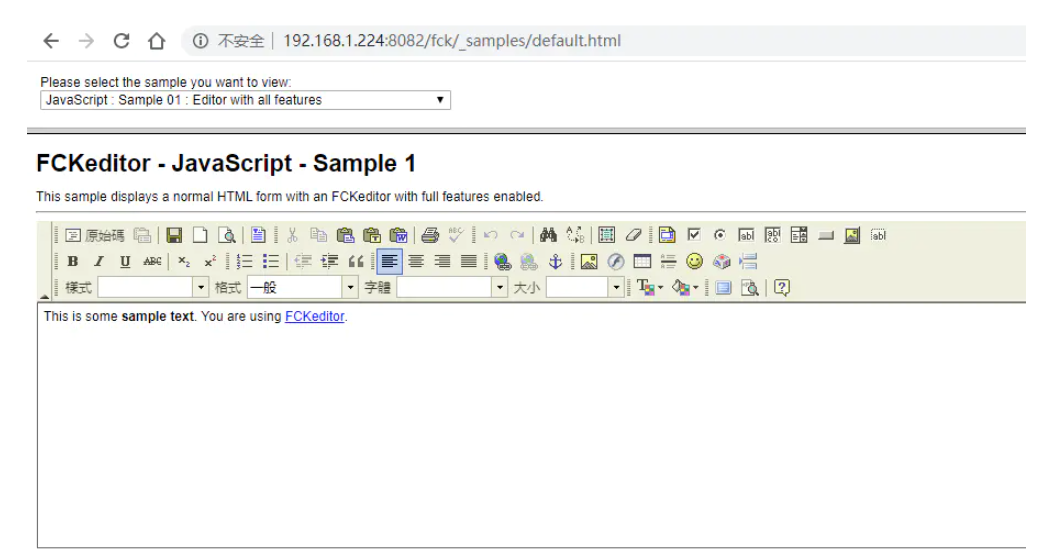 不安全 | 192.168.1.224:8082/fck/_samples/default.html
Please select the sample you want to view:
JavaScript : Sample 01 : Editor with all features
FCKeditor - JavaScript - Sample 1
This sample displays a normal HTML form with an FCKeditor with full features enabled.
原始碼
B I U ABC x₂ x²
樣式 格式 一般 字體 大小
This is some sample text. You are using FCKeditor.